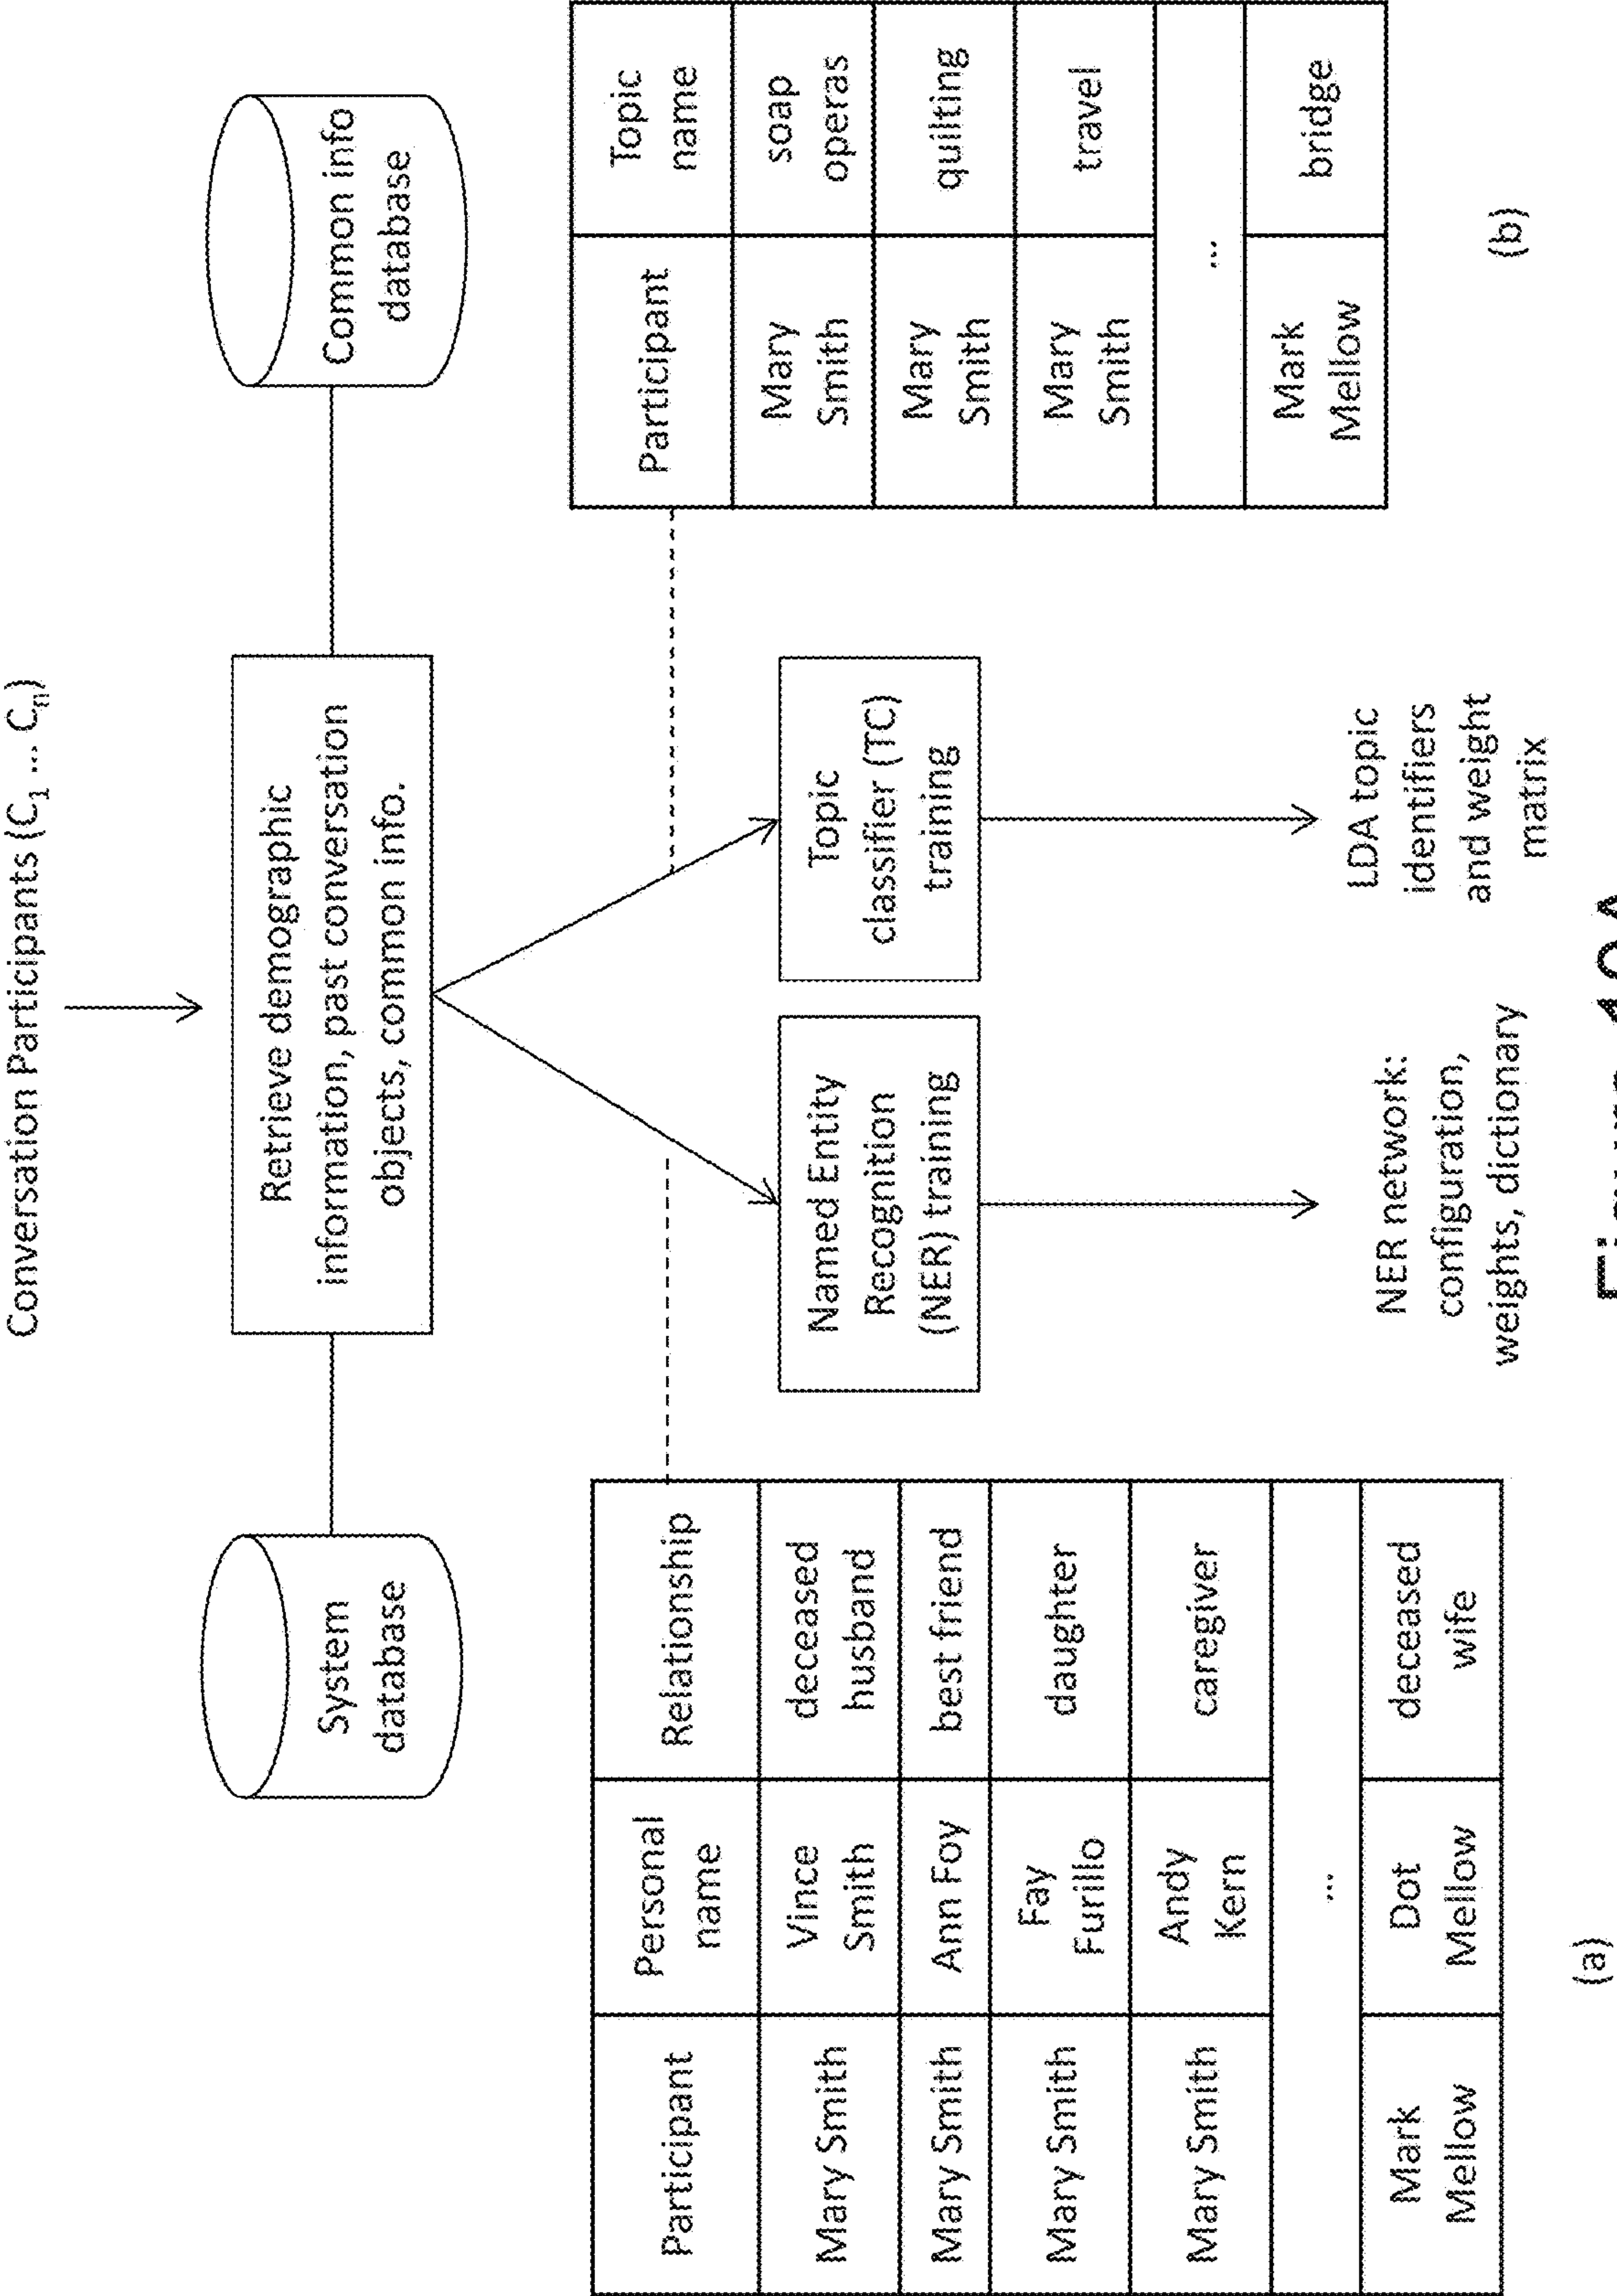 Conversation Participants (C1 ... Cn)
System
database
Retrieve demographic
information, past conversation
objects, common info.
Common info
database
Participant
Personal
name
Relationship
Mary Smith
Vince
Smith
deceased
husband
Mary Smith
Ann Foy
best friend
Mary Smith
Fay
Furillo
daughter
Mary Smith
Andy
Kern
caregiver
...
Mark
Mellow
Dot
Mellow
deceased
wife
(a)
Named Entity
Recognition
(NER) training
Topic
classifier (TC)
training
NER network:
configuration,
weights, dictionary
LDA topic
identifiers
and weight
matrix
Participant
Topic
name
Mary
Smith
soap
operas
Mary
Smith
quilting
Mary
Smith
travel
...
Mark
Mellow
bridge
(b)